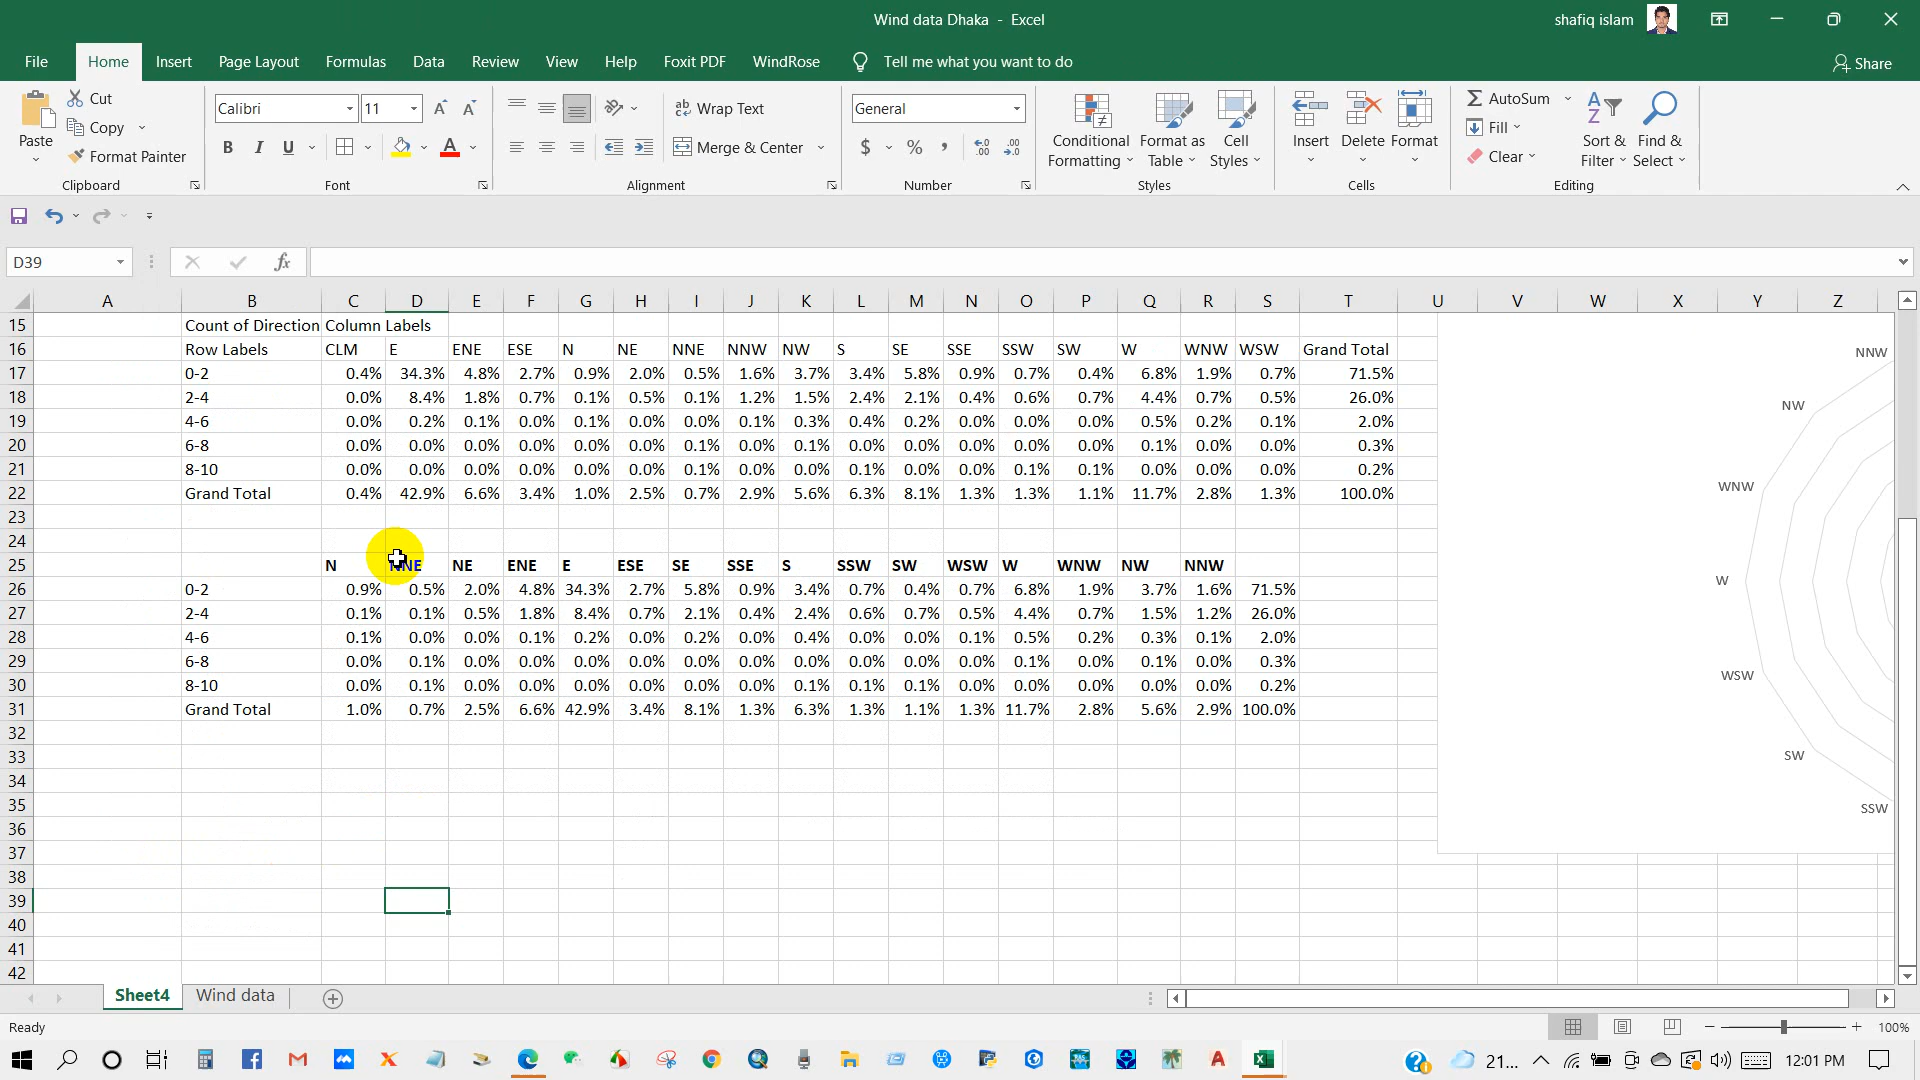 Wind data Dhaka - Excel
shafiq islam
File Home Insert Page Layout Formulas Data Review View Help Foxit PDF WindRose Tell me what you want to do Share
Paste Cut Copy Format Painter Clipboard
Calibri 11 B I U A Font
ab Wrap Text Merge & Center Alignment
General $ % , Number
Conditional Formatting Format as Table Cell Styles Styles
Insert Delete Format Cells
AutoSum Fill Clear Sort & Filter Find & Select Editing
D39 fx
A B C D E F G H I J K L M N O P Q R S T U V W X Y Z
15 Count of Direction Column Labels
16 Row Labels CLM E ENE ESE N NE NNE NNW NW S SE SSE SSW SW W WNW WSW Grand Total
17 0-2 0.4% 34.3% 4.8% 2.7% 0.9% 2.0% 0.5% 1.6% 3.7% 3.4% 5.8% 0.9% 0.7% 0.4% 6.8% 1.9% 0.7% 71.5%
18 2-4 0.0% 8.4% 1.8% 0.7% 0.1% 0.5% 0.1% 1.2% 1.5% 2.4% 2.1% 0.4% 0.6% 0.7% 4.4% 0.7% 0.5% 26.0%
19 4-6 0.0% 0.2% 0.1% 0.0% 0.1% 0.0% 0.0% 0.1% 0.3% 0.4% 0.2% 0.0% 0.0% 0.0% 0.5% 0.2% 0.1% 2.0%
20 6-8 0.0% 0.0% 0.0% 0.0% 0.0% 0.0% 0.1% 0.0% 0.1% 0.0% 0.0% 0.0% 0.0% 0.0% 0.1% 0.0% 0.0% 0.3%
21 8-10 0.0% 0.0% 0.0% 0.0% 0.0% 0.0% 0.1% 0.0% 0.0% 0.1% 0.0% 0.0% 0.1% 0.1% 0.0% 0.0% 0.0% 0.2%
22 Grand Total 0.4% 42.9% 6.6% 3.4% 1.0% 2.5% 0.7% 2.9% 5.6% 6.3% 8.1% 1.3% 1.3% 1.1% 11.7% 2.8% 1.3% 100.0%
23
24
25 N NNE NE ENE E ESE SE SSE S SSW SW WSW W WNW NW NNW
26 0-2 0.9% 0.5% 2.0% 4.8% 34.3% 2.7% 5.8% 0.9% 3.4% 0.7% 0.4% 0.7% 6.8% 1.9% 3.7% 1.6% 71.5%
27 2-4 0.1% 0.1% 0.5% 1.8% 8.4% 0.7% 2.1% 0.4% 2.4% 0.6% 0.7% 0.5% 4.4% 0.7% 1.5% 1.2% 26.0%
28 4-6 0.1% 0.0% 0.0% 0.1% 0.2% 0.0% 0.2% 0.0% 0.4% 0.0% 0.0% 0.1% 0.5% 0.2% 0.3% 0.1% 2.0%
29 6-8 0.0% 0.1% 0.0% 0.0% 0.0% 0.0% 0.0% 0.0% 0.0% 0.0% 0.0% 0.0% 0.1% 0.0% 0.1% 0.0% 0.3%
30 8-10 0.0% 0.1% 0.0% 0.0% 0.0% 0.0% 0.0% 0.0% 0.1% 0.1% 0.1% 0.0% 0.0% 0.0% 0.0% 0.0% 0.2%
31 Grand Total 1.0% 0.7% 2.5% 6.6% 42.9% 3.4% 8.1% 1.3% 6.3% 1.3% 1.1% 1.3% 11.7% 2.8% 5.6% 2.9% 100.0%
32
33
34
35
36
37
38
39
40
41
42
NNW
NW
WNW
W
WSW
SW
SSW
Sheet4 Wind data
Ready 100%
21... 12:01 PM